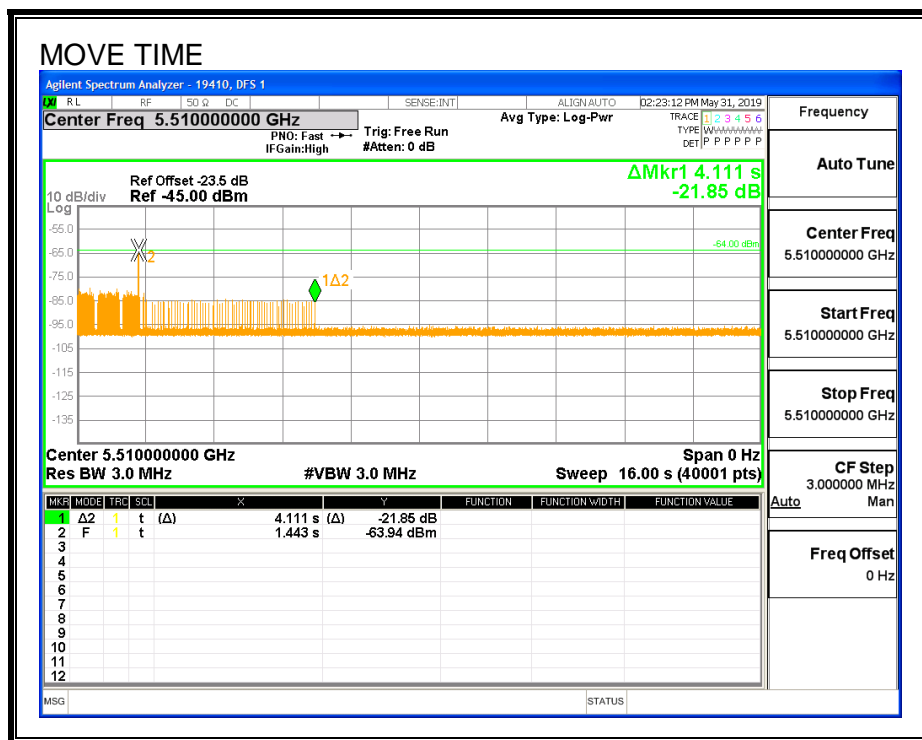 MOVE TIME
Agilent Spectrum Analyzer - 19410, DFS 1
LXI RL RF 50 Ω DC SENSE:INT ALIGN AUTO 02:23:12 PM May 31, 2019
Center Freq 5.510000000 GHz
PNO: Fast
IFGain:High
Trig: Free Run
#Atten: 0 dB
Avg Type: Log-Pwr
TRACE 1 2 3 4 5 6
TYPE W
DET P P P P P P
Frequency
Auto Tune
Center Freq
5.510000000 GHz
Start Freq
5.510000000 GHz
Stop Freq
5.510000000 GHz
CF Step
3.000000 MHz
Auto Man
Freq Offset
0 Hz
ΔMkr1 4.111 s
-21.85 dB
Ref Offset -23.5 dB
10 dB/div Ref -45.00 dBm
Log
-55.0
-65.0
-75.0
-85.0
-95.0
-105
-115
-125
-135
-64.00 dBm
2
1Δ2
Center 5.510000000 GHz Span 0 Hz
Res BW 3.0 MHz #VBW 3.0 MHz Sweep 16.00 s (40001 pts)
MKR MODE TRC SCL X Y FUNCTION FUNCTION WIDTH FUNCTION VALUE
1 Δ2 1 t (Δ) 4.111 s (Δ) -21.85 dB
2 F 1 t 1.443 s -63.94 dBm
3
4
5
6
7
8
9
10
11
12
MSG STATUS